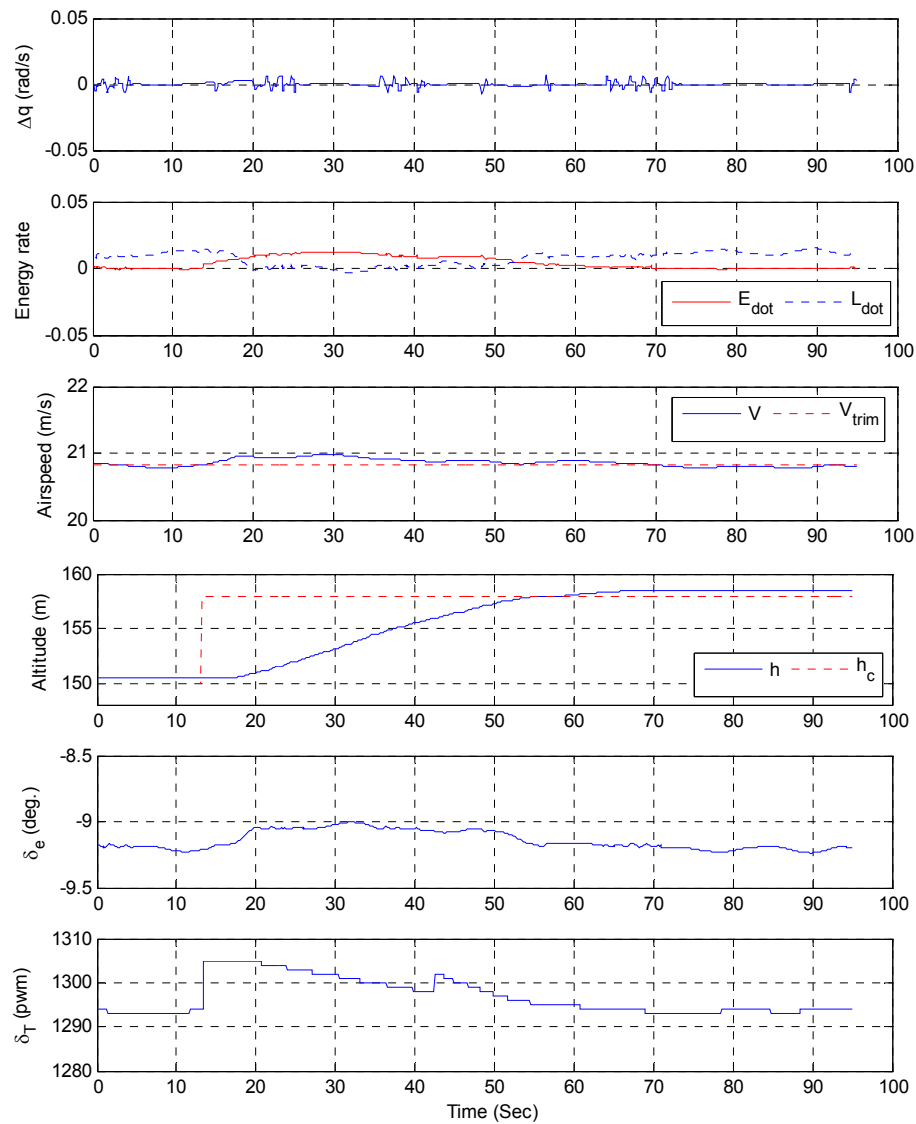 0.05
0
-0.05
Δq (rad/s)
0 10 20 30 40 50 60 70 80 90 100
0.05
0
-0.05
Energy rate
E_dot L_dot
0 10 20 30 40 50 60 70 80 90 100
22
21
20
Airspeed (m/s)
V V_trim
0 10 20 30 40 50 60 70 80 90 100
160
155
150
Altitude (m)
h h_c
0 10 20 30 40 50 60 70 80 90 100
-8.5
-9
-9.5
δ_e (deg.)
0 10 20 30 40 50 60 70 80 90 100
1310
1300
1290
1280
δ_T (pwm)
0 10 20 30 40 50 60 70 80 90 100
Time (Sec)